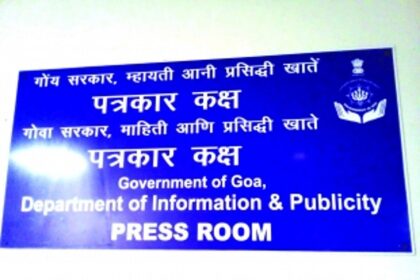 गोंय सरकार, म्हायती आनी प्रसिद्धी खातें
पत्रकार कक्ष
गोवा सरकार, माहिती आणि प्रसिद्धी खाते
पत्रकार कक्ष
Government of Goa,
Department of Information & Publicity
PRESS ROOM